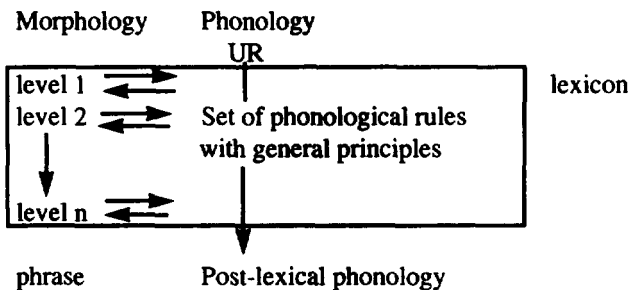 Morphology Phonology
UR
level 1
lexicon
level 2 Set of phonological rules
with general principles
level n
phrase Post-lexical phonology